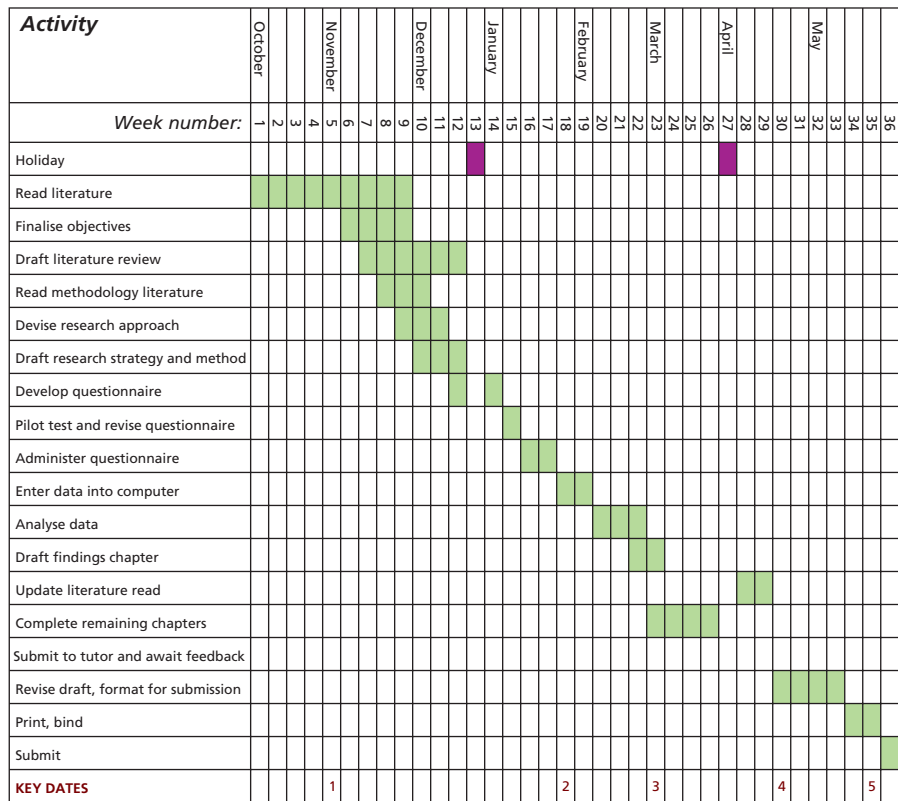 Activity
October November December January February March April May
Week number: 1 2 3 4 5 6 7 8 9 10 11 12 13 14 15 16 17 18 19 20 21 22 23 24 25 26 27 28 29 30 31 32 33 34 35 36
Holiday
Read literature
Finalise objectives
Draft literature review
Read methodology literature
Devise research approach
Draft research strategy and method
Develop questionnaire
Pilot test and revise questionnaire
Administer questionnaire
Enter data into computer
Analyse data
Draft findings chapter
Update literature read
Complete remaining chapters
Submit to tutor and await feedback
Revise draft, format for submission
Print, bind
Submit
KEY DATES 1 2 3 4 5